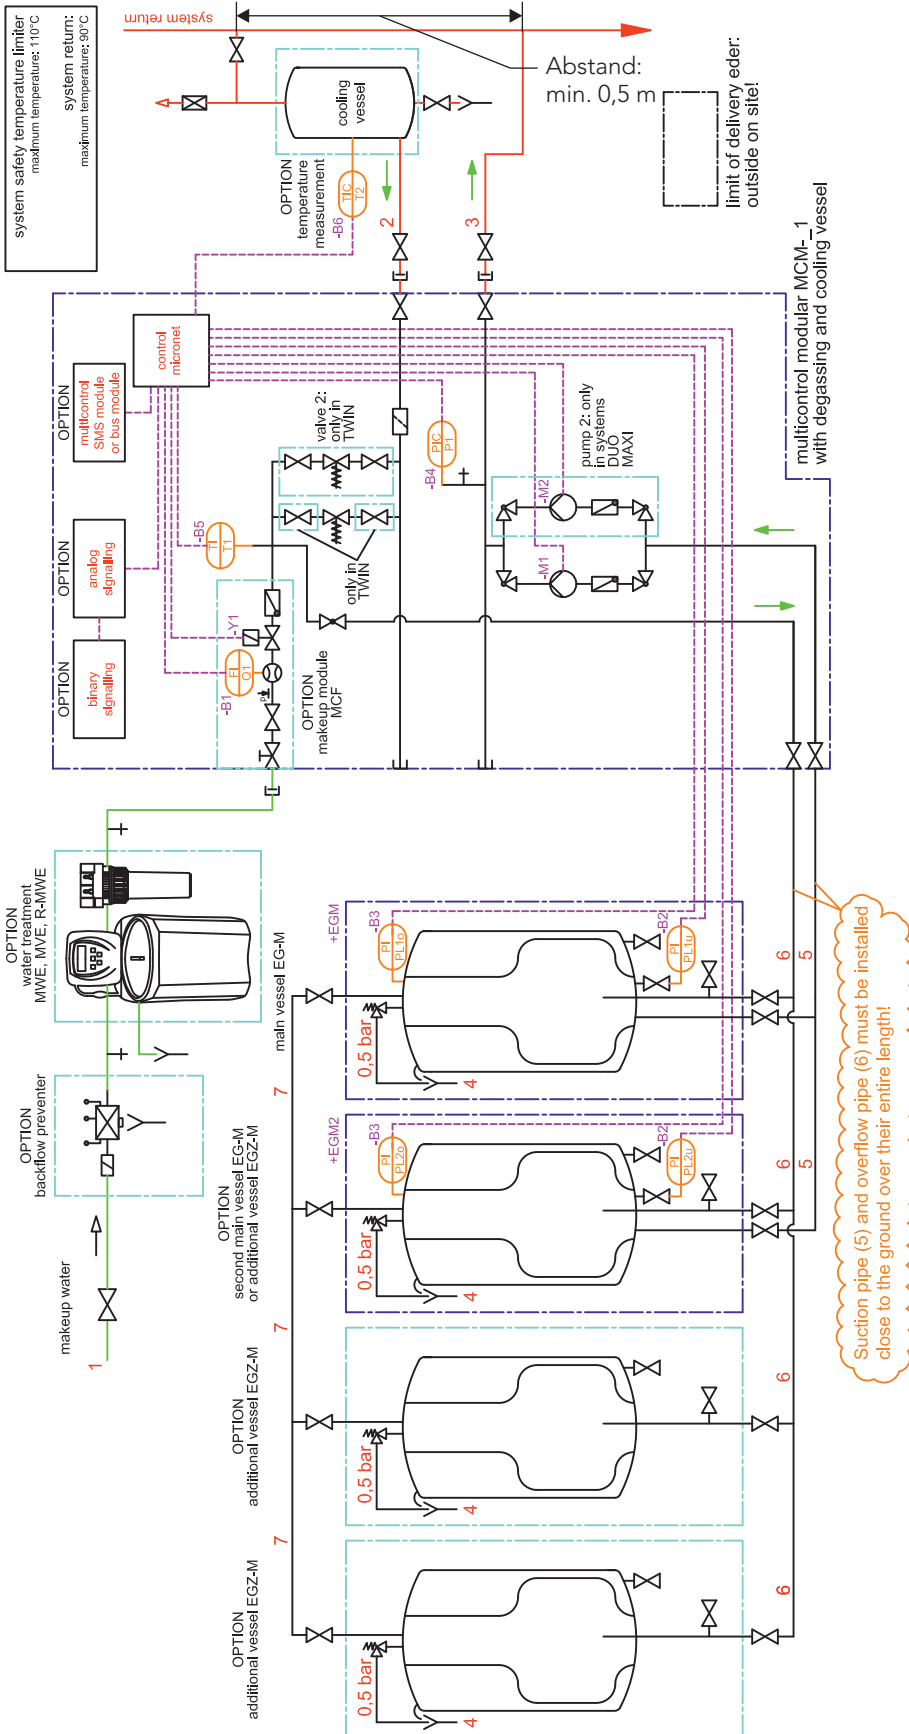 system safety temperature limiter
maximum temperature: 110°C
system return:
maximum temperature: 90°C
system return
Abstand:
min. 0,5 m
limit of delivery eder:
outside on site!
cooling
vessel
OPTION
temperature
measurement
TIC
T2
-B6
2
3
multicontrol modular MCM-_1
with degassing and cooling vessel
control
micronet
OPTION
multicontrol
SMS module
or bus module
OPTION
analog
signalling
OPTION
binary
signalling
valve 2:
only in
TWIN
only in
TWIN
PIC
P1
-B4
pump 2: only
in systems
DUO
MAXI
-M2
-M1
TI
T1
-B5
-Y1
FI
Q1
-B1
P
OPTION
makeup module
MCF
OPTION
water treatment
MWE, MVE, R-MWE
OPTION
backflow preventer
makeup water
1
main vessel EG-M
+EGM
-B3
PI
PL1o
-B2
PI
PL1u
0,5 bar
4
7
6
5
OPTION
second main vessel EG-M
or additional vessel EGZ-M
+EGM2
-B3
PI
PL2o
-B2
PI
PL2u
0,5 bar
4
7
6
5
OPTION
additional vessel EGZ-M
0,5 bar
4
7
6
OPTION
additional vessel EGZ-M
0,5 bar
4
6
Suction pipe (5) and overflow pipe (6) must be installed
close to the ground over their entire length!